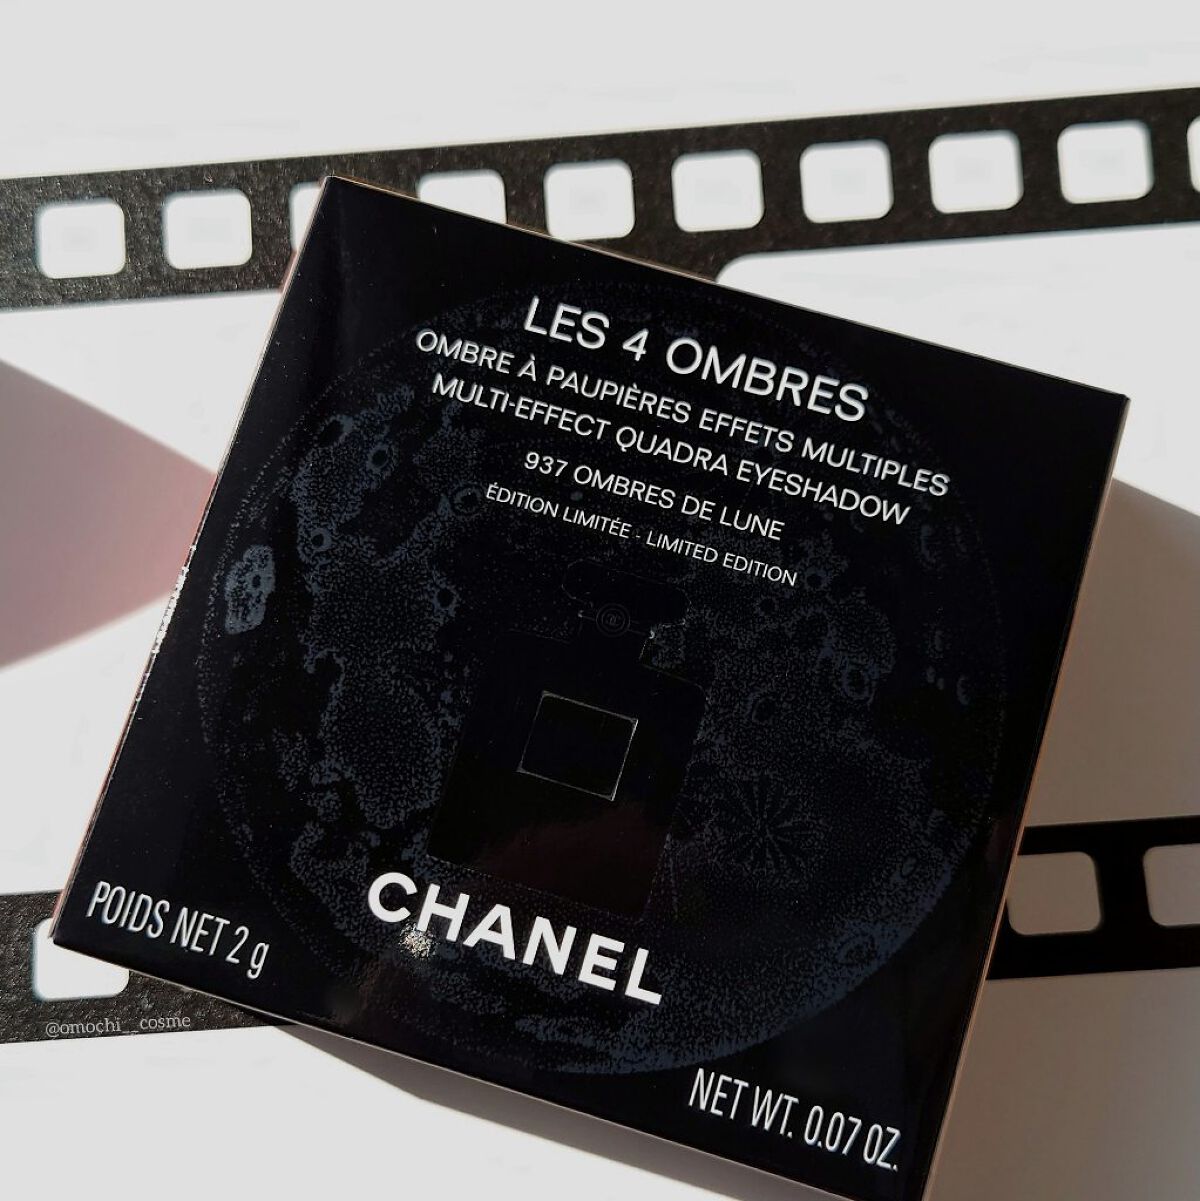 LES 4 OMBRES
OMBRE À PAUPIÈRES EFFETS MULTIPLES
MULTI-EFFECT QUADRA EYESHADOW
937 OMBRES DE LUNE
ÉDITION LIMITÉE - LIMITED EDITION
CHANEL
POIDS NET 2 g
NET WT. 0.07 OZ.
@omochi__cosme